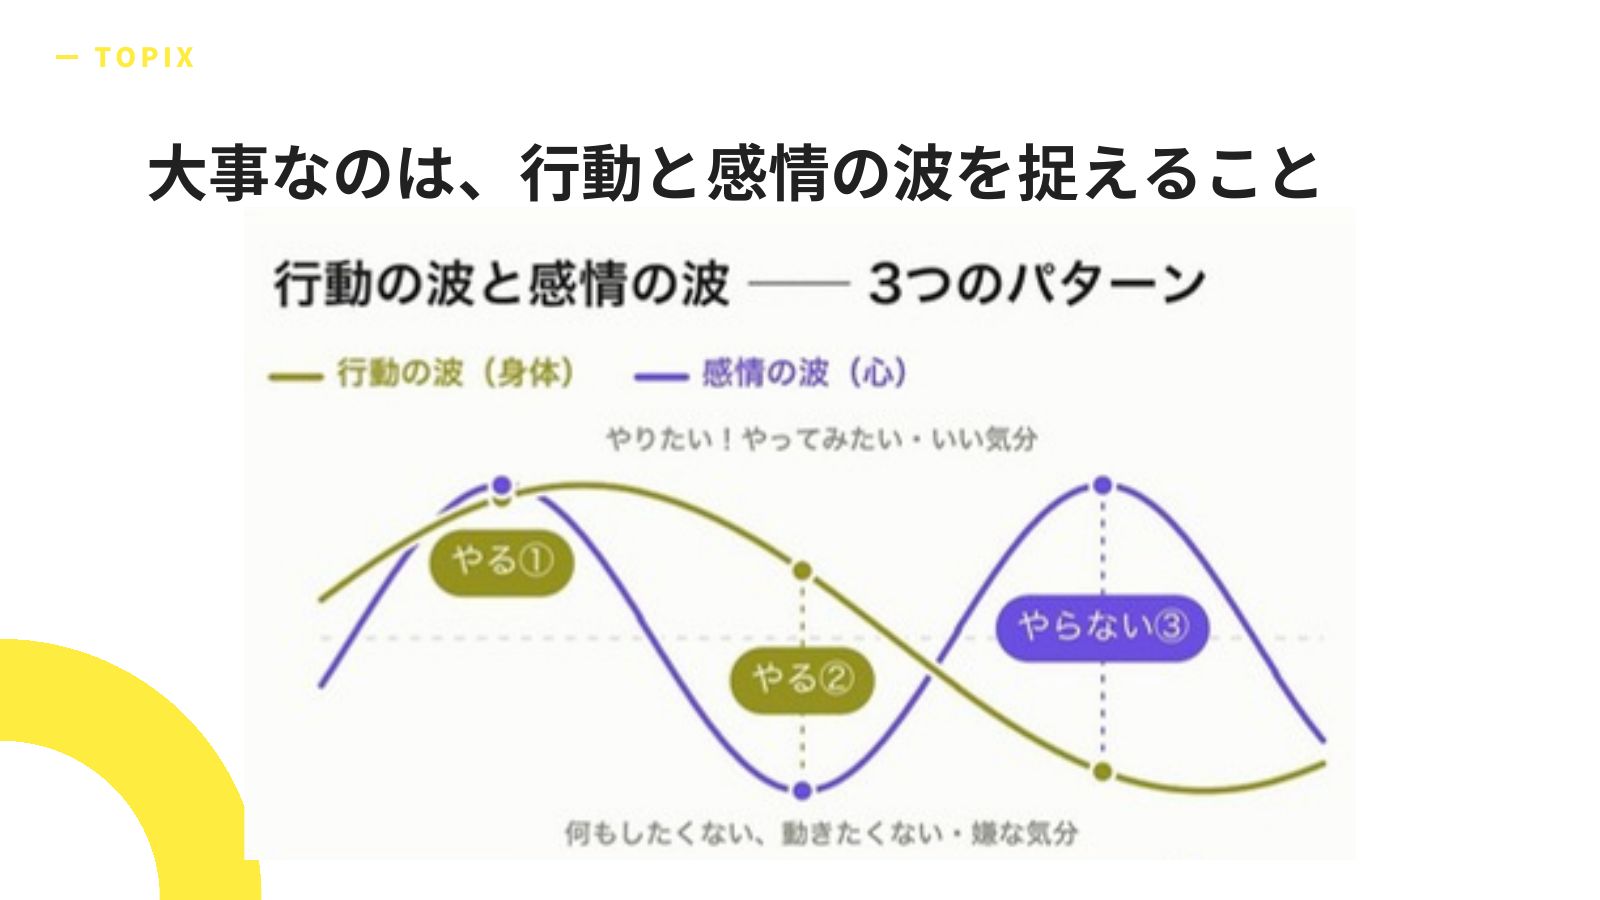 — TOPIX
大事なのは、行動と感情の波を捉えること
行動の波と感情の波 —— 3つのパターン
行動の波（身体） 感情の波（心）
やりたい！やってみたい・いい気分
やる①
やらない③
やる②
何もしたくない、動きたくない・嫌な気分